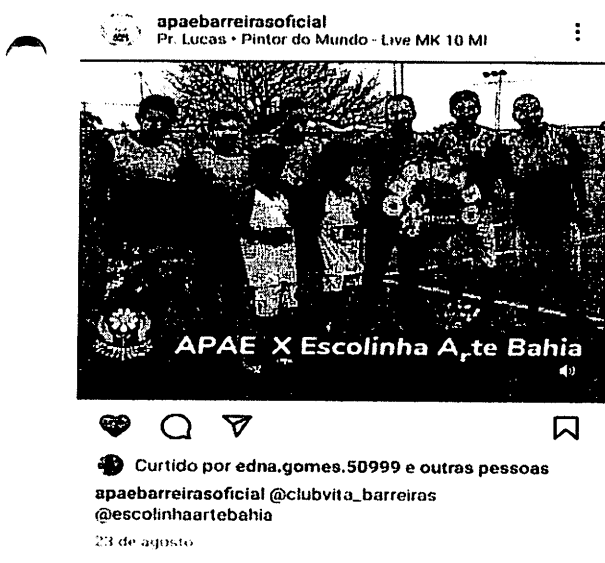 apaebarreirasoficial
Pr. Lucas • Pintor do Mundo - Live MK 10 MI
APAE X Escolinha Arte Bahia
Curtido por edna.gomes.50999 e outras pessoas
apaebarreirasoficial @clubvita_barreiras
@escolinhaartebahia
23 de agosto